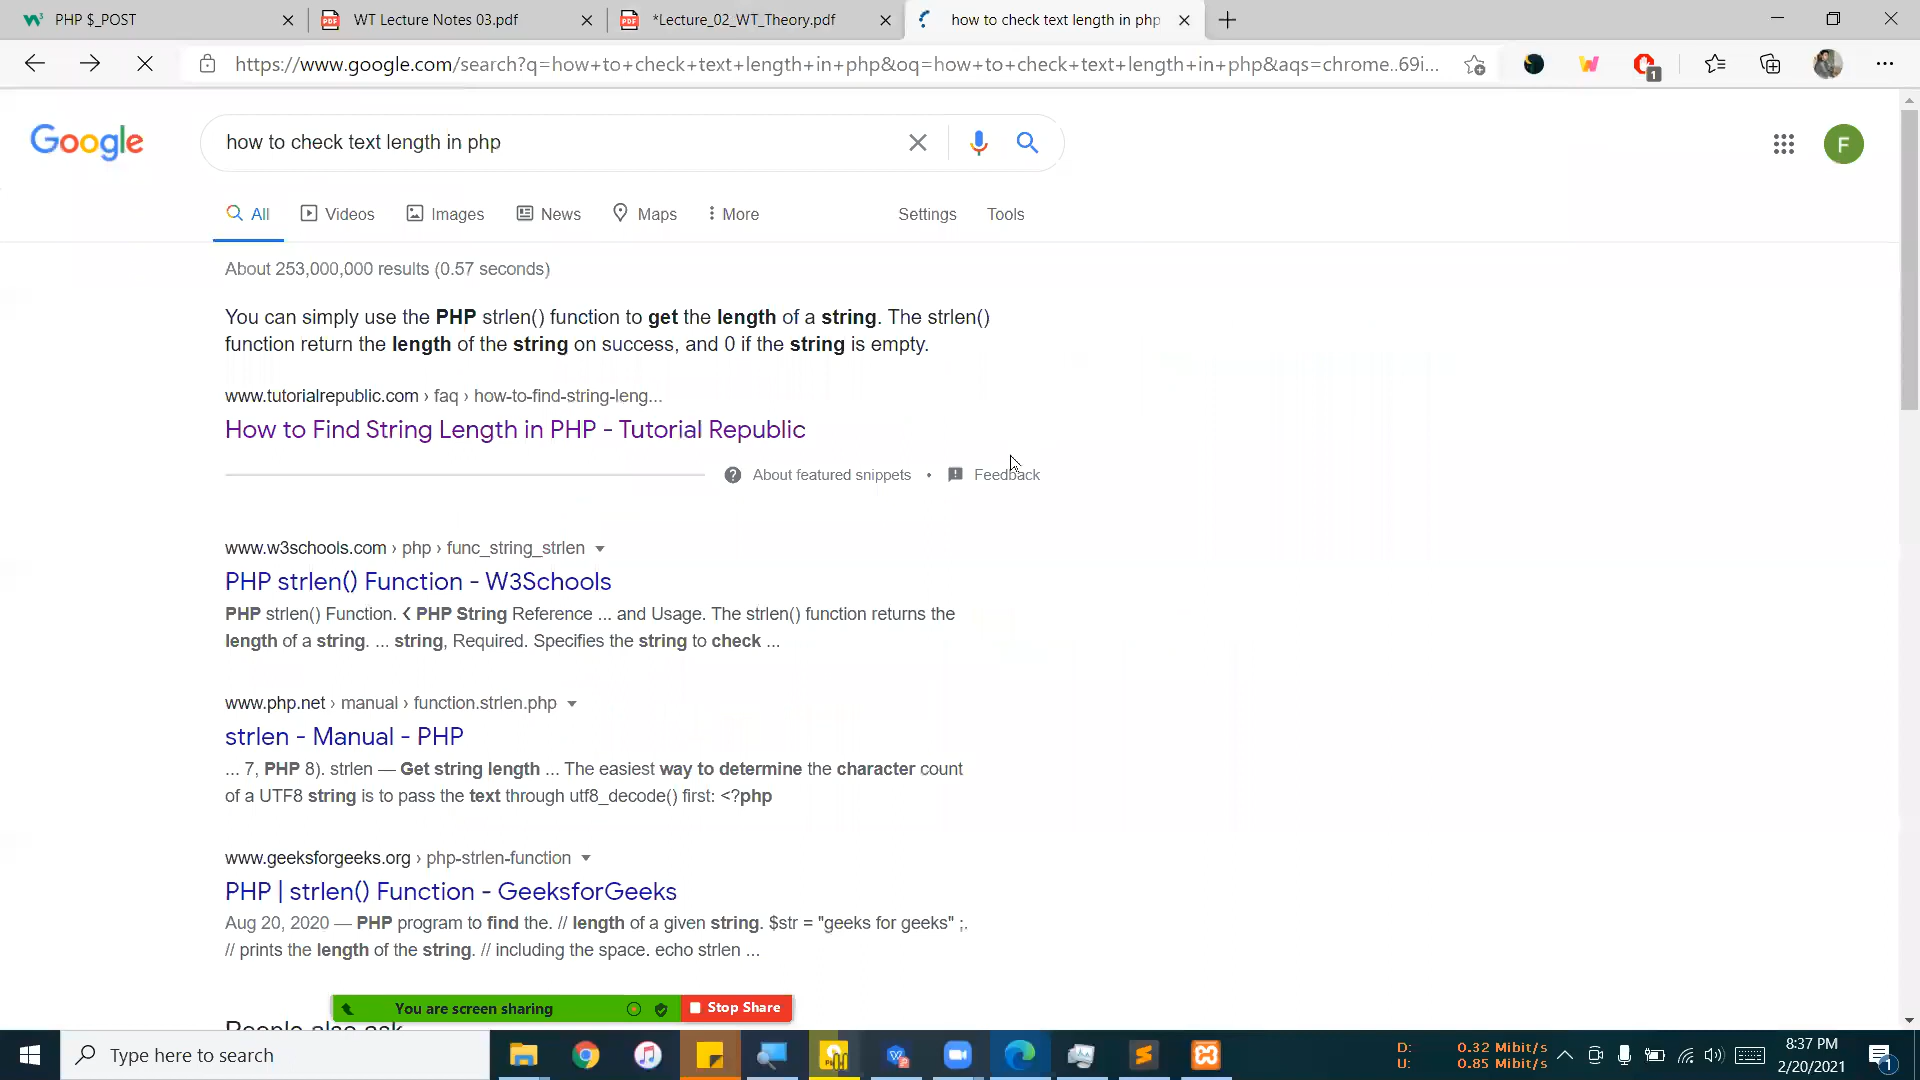 PHP $_POST
WT Lecture Notes 03.pdf
*Lecture_02_WT_Theory.pdf
how to check text length in php
https://www.google.com/search?q=how+to+check+text+length+in+php&oq=how+to+check+text+length+in+php&aqs=chrome..69i...
1
Google
how to check text length in php
F
All
Videos
Images
News
Maps
More
Settings
Tools
About 253,000,000 results (0.57 seconds)
You can simply use the PHP strlen() function to get the length of a string. The strlen()
function return the length of the string on success, and 0 if the string is empty.
www.tutorialrepublic.com › faq › how-to-find-string-leng...
How to Find String Length in PHP - Tutorial Republic
About featured snippets • Feedback
www.w3schools.com › php › func_string_strlen
PHP strlen() Function - W3Schools
PHP strlen() Function. ❮ PHP String Reference ... and Usage. The strlen() function returns the
length of a string. ... string, Required. Specifies the string to check ...
www.php.net › manual › function.strlen.php
strlen - Manual - PHP
... 7, PHP 8). strlen — Get string length ... The easiest way to determine the character count
of a UTF8 string is to pass the text through utf8_decode() first: <?php
www.geeksforgeeks.org › php-strlen-function
PHP | strlen() Function - GeeksforGeeks
Aug 20, 2020 — PHP program to find the. // length of a given string. $str = "geeks for geeks" ;.
// prints the length of the string. // including the space. echo strlen ...
People also ask
You are screen sharing
Stop Share
Type here to search
D: 0.32 Mibit/s
U: 0.85 Mibit/s
8:37 PM
2/20/2021
1